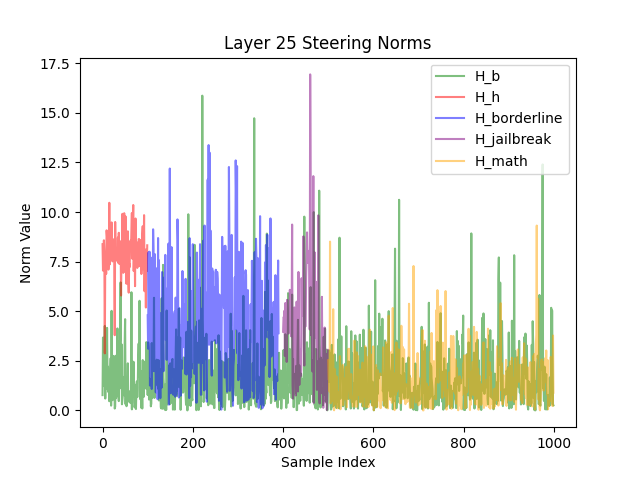 Layer 25 Steering Norms
H_b
H_h
H_borderline
H_jailbreak
H_math
17.5
15.0
12.5
10.0
7.5
5.0
2.5
0.0
Norm Value
0 200 400 600 800 1000
Sample Index